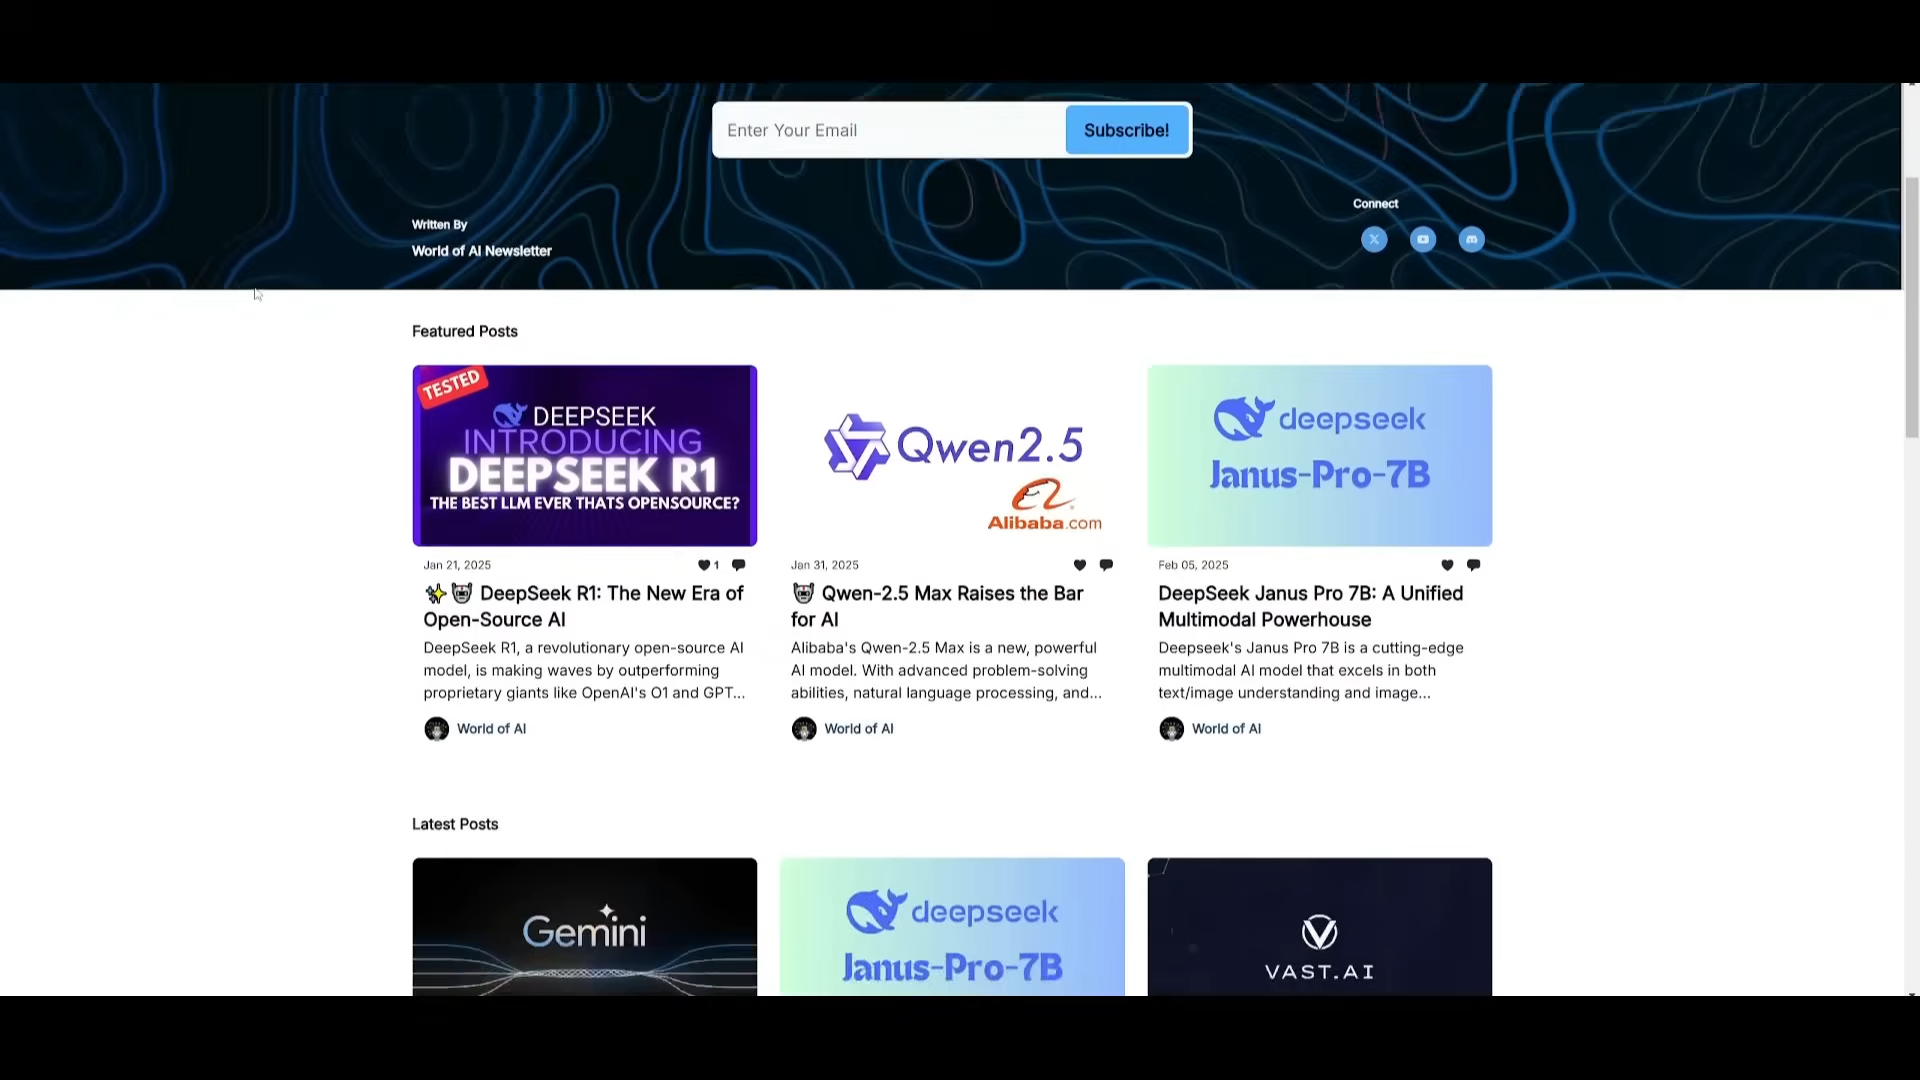 Enter Your Email
Subscribe!
Connect
Written By
World of AI Newsletter
Featured Posts
TESTED
DEEPSEEK
INTRODUCING
DEEPSEEK R1
THE BEST LLM EVER THATS OPENSOURCE?
Jan 21, 2025
1
✨🤖 DeepSeek R1: The New Era of
Open-Source AI
DeepSeek R1, a revolutionary open-source AI
model, is making waves by outperforming
proprietary giants like OpenAI's O1 and GPT...
World of AI
Qwen2.5
Alibaba.com
Jan 31, 2025
🤖 Qwen-2.5 Max Raises the Bar
for AI
Alibaba's Qwen-2.5 Max is a new, powerful
AI model. With advanced problem-solving
abilities, natural language processing, and...
World of AI
deepseek
Janus-Pro-7B
Feb 05, 2025
DeepSeek Janus Pro 7B: A Unified
Multimodal Powerhouse
Deepseek's Janus Pro 7B is a cutting-edge
multimodal AI model that excels in both
text/image understanding and image...
World of AI
Latest Posts
Gemini
deepseek
Janus-Pro-7B
VAST.AI